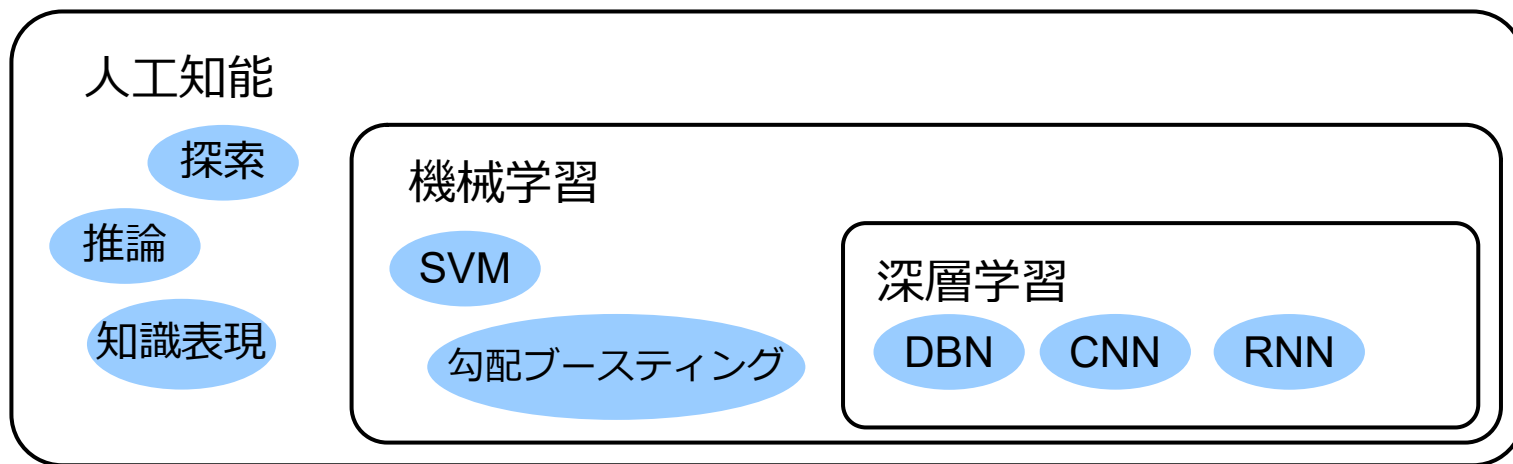 人工知能
探索
推論
知識表現
機械学習
SVM
勾配ブースティング
深層学習
DBN
CNN
RNN